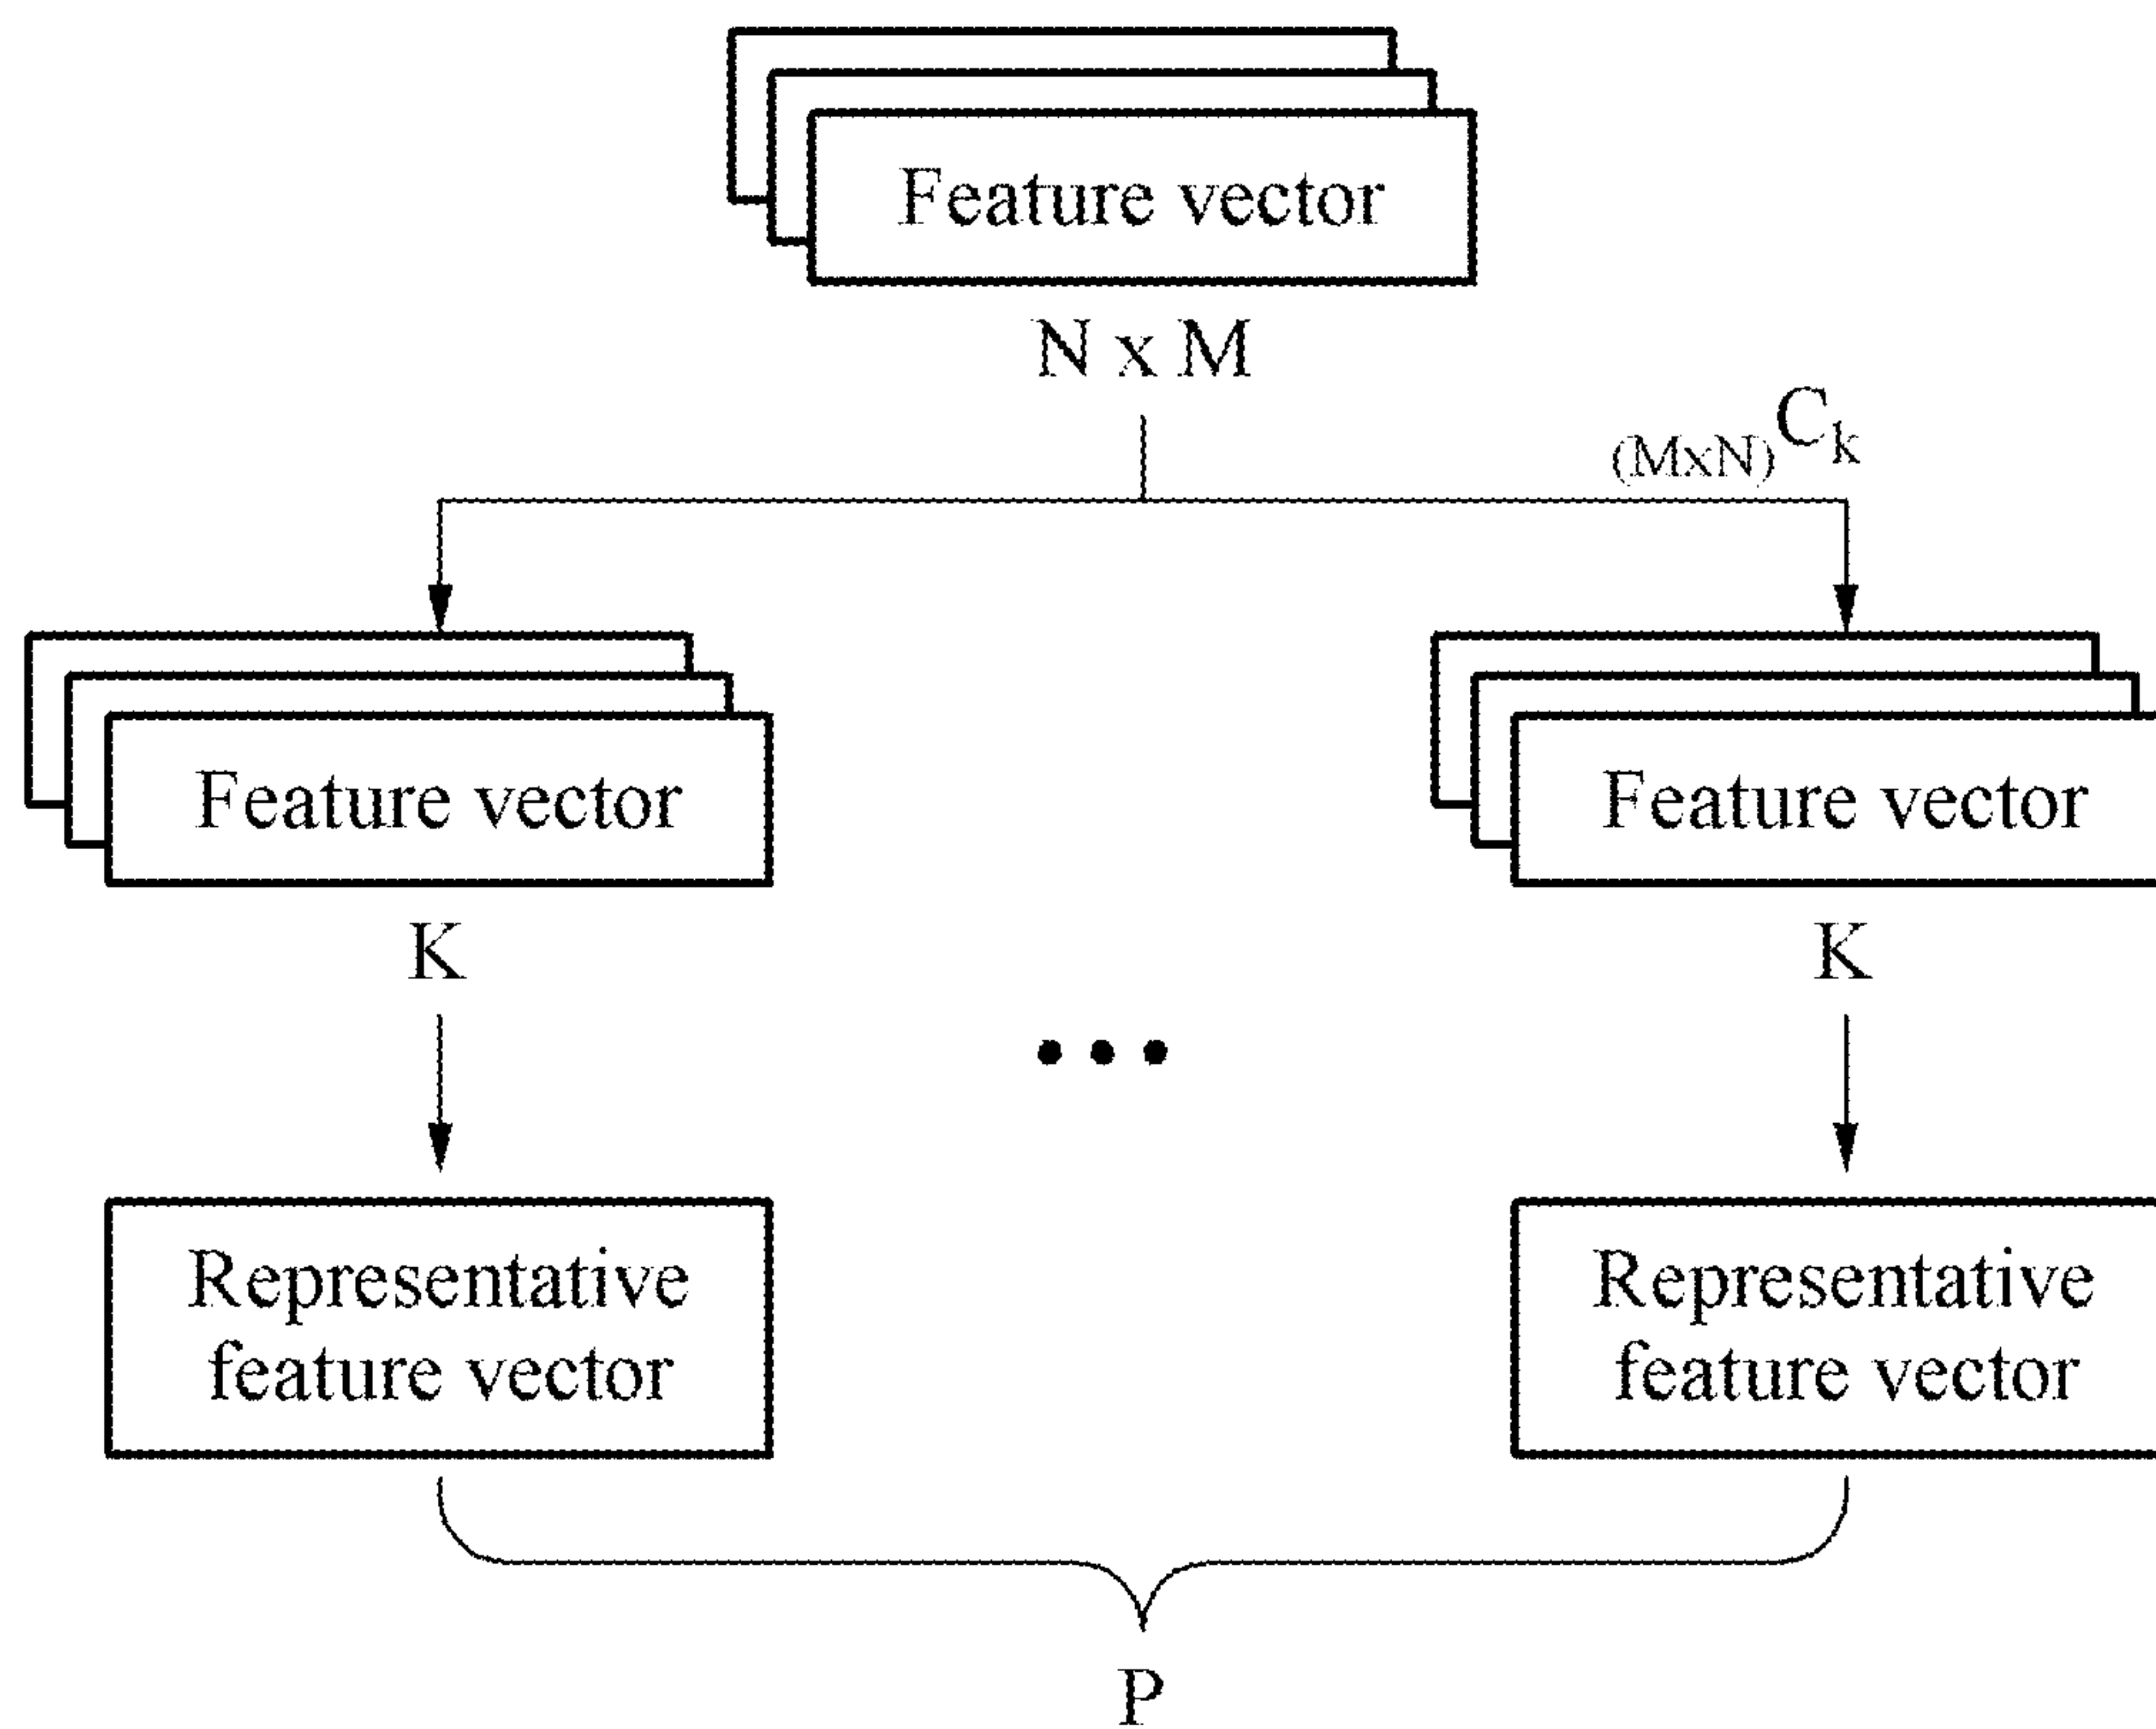 Feature vector
N x M
(MxN)Ck
Feature vector
Feature vector
K
K
Representative
feature vector
Representative
feature vector
P